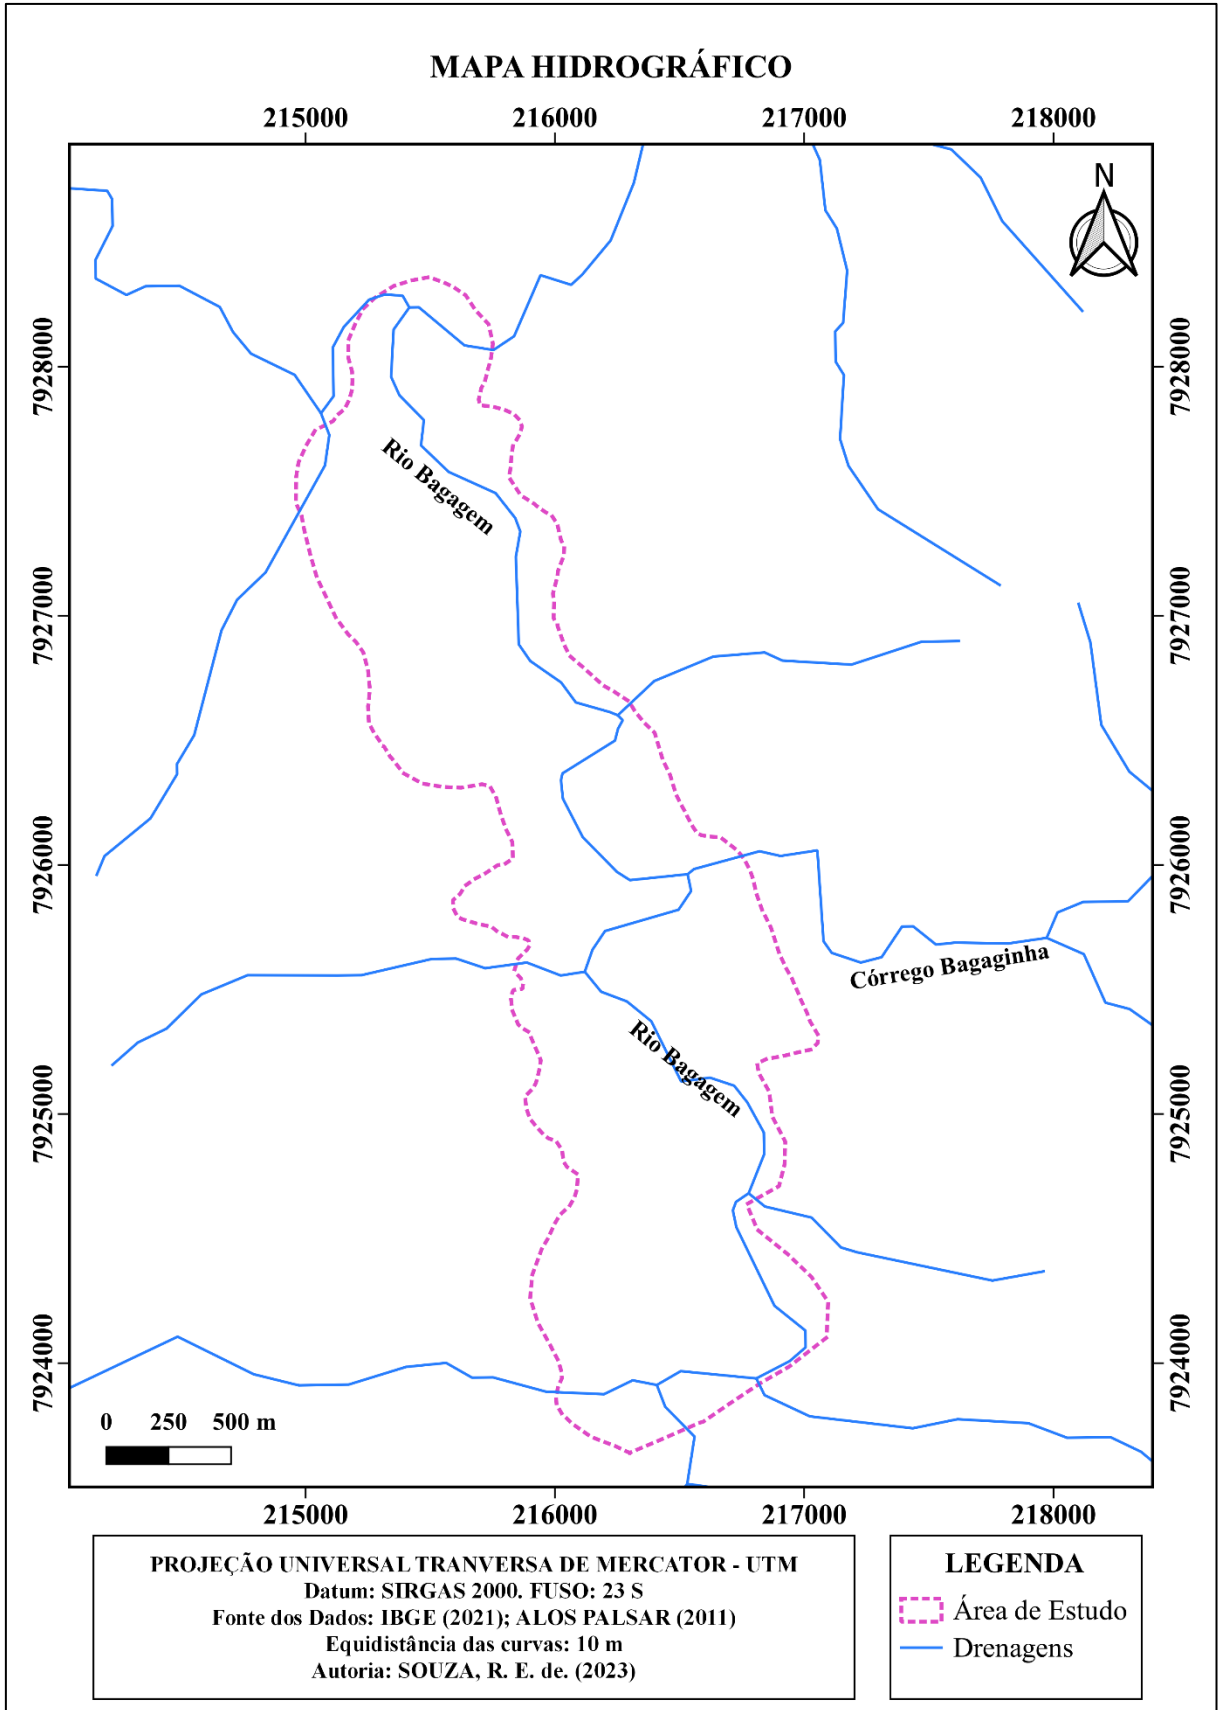 MAPA HIDROGRÁFICO
215000 216000 217000 218000
N
7928000 7928000
Rio Bagagem
7927000 7927000
7926000 7926000
Córrego Bagaginha
Rio Bagagem
7925000 7925000
7924000 7924000
0 250 500 m
215000 216000 217000 218000
PROJEÇÃO UNIVERSAL TRANVERSA DE MERCATOR - UTM
Datum: SIRGAS 2000. FUSO: 23 S
Fonte dos Dados: IBGE (2021); ALOS PALSAR (2011)
Equidistância das curvas: 10 m
Autoria: SOUZA, R. E. de. (2023)
LEGENDA
Área de Estudo
Drenagens